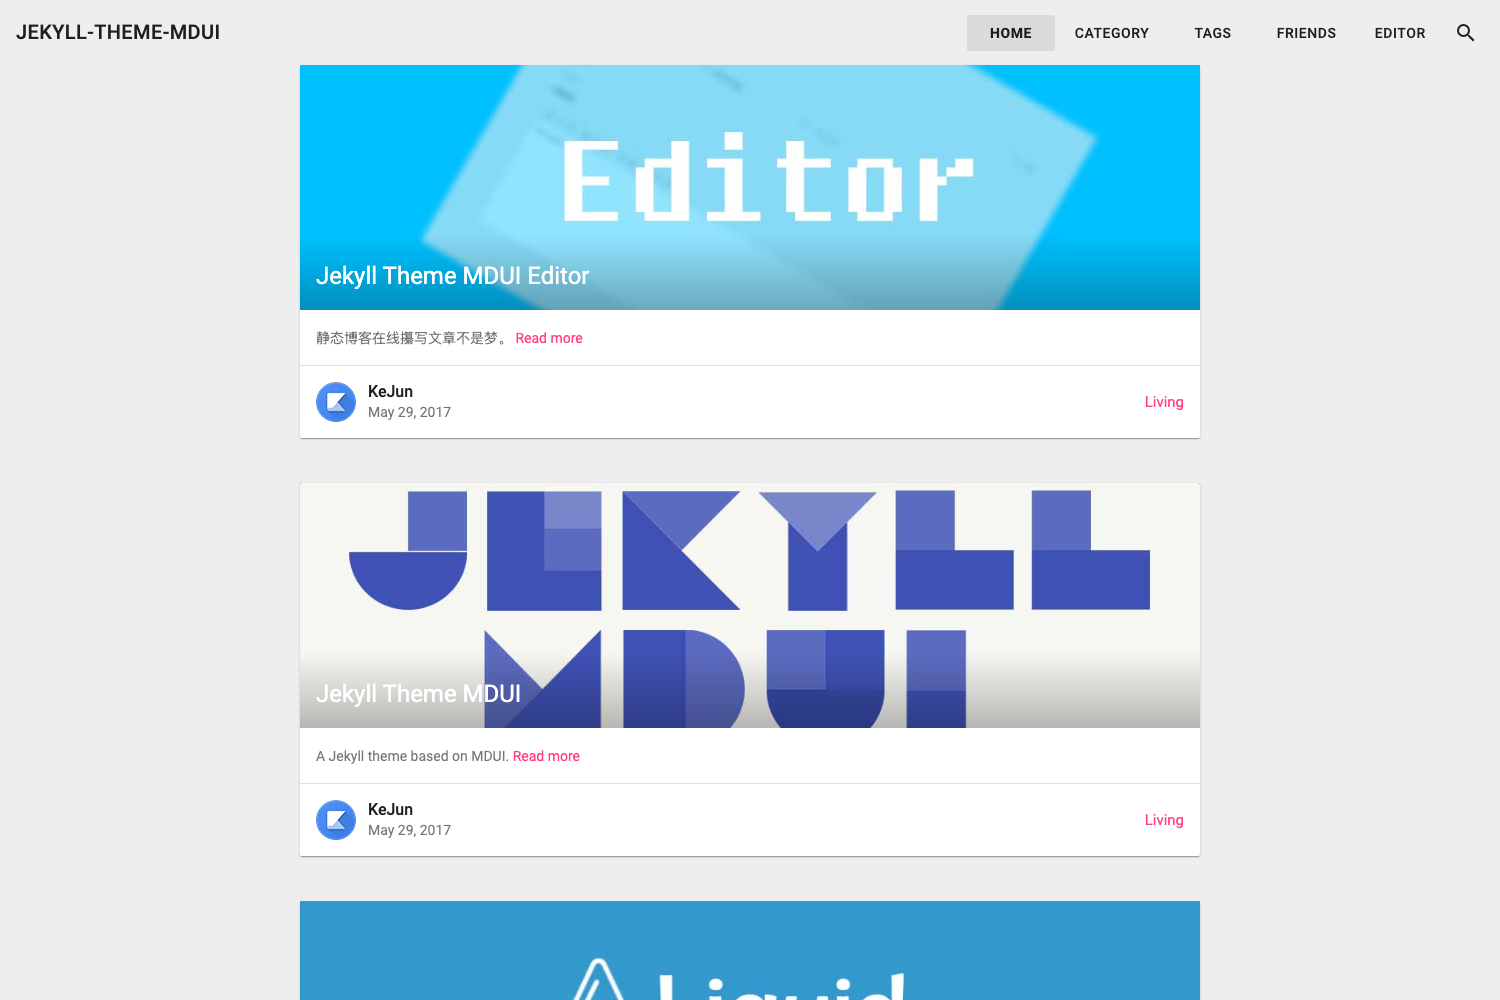 JEKYLL-THEME-MDUI
HOME CATEGORY TAGS FRIENDS EDITOR
Editor
Jekyll Theme MDUI Editor
静态博客在线攥写文章不是梦。 Read more
KeJun
May 29, 2017
Living
JEKYLL
MDUI
Jekyll Theme MDUI
A Jekyll theme based on MDUI. Read more
KeJun
May 29, 2017
Living
Liquid